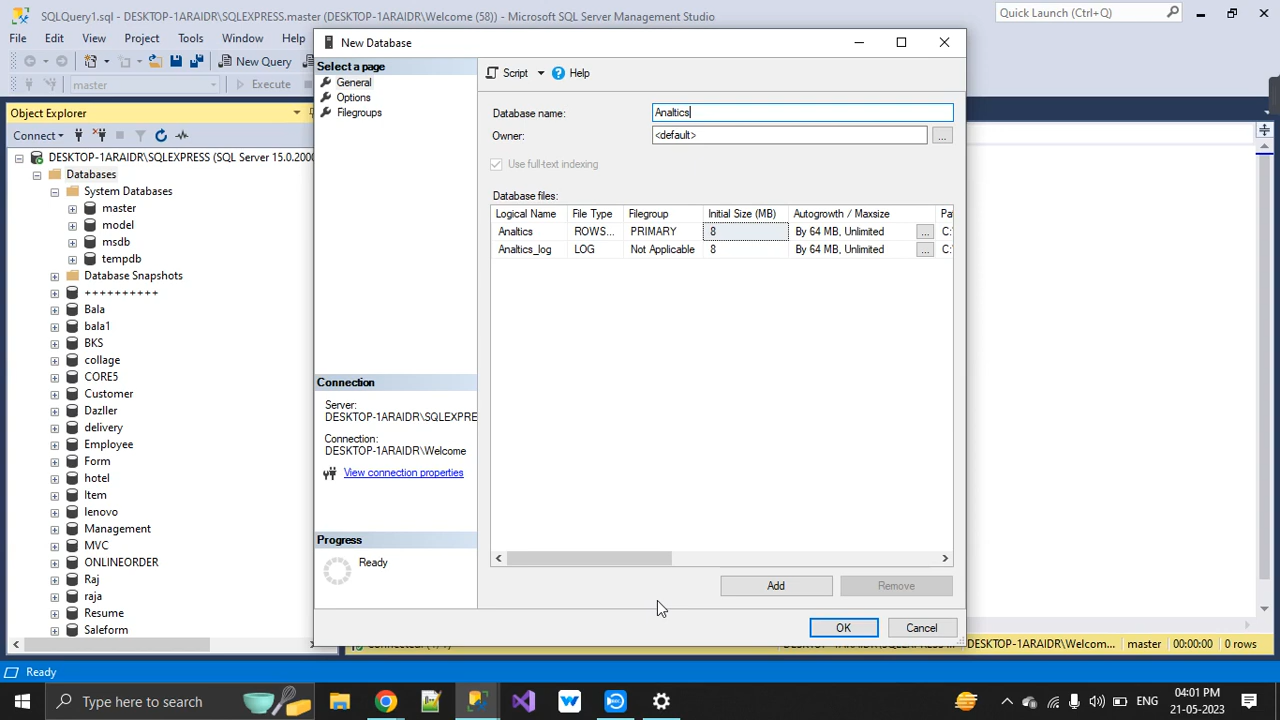 SQLQuery1.sql - DESKTOP-1ARAIDR\SQLEXPRESS.master (DESKTOP-1ARAIDR\Welcome (58)) - Microsoft SQL Server Management Studio
Quick Launch (Ctrl+Q)
File Edit View Project Tools Window Help
New Query
master
Execute
Object Explorer
Connect
DESKTOP-1ARAIDR\SQLEXPRESS (SQL Server 15.0.2000
Databases
System Databases
master
model
msdb
tempdb
Database Snapshots
++++++++++
Bala
bala1
BKS
collage
CORE5
Customer
Dazller
delivery
Employee
Form
hotel
Item
lenovo
Management
MVC
ONLINEORDER
Raj
raja
Resume
Saleform
New Database
Select a page
General
Options
Filegroups
Connection
Server:
DESKTOP-1ARAIDR\SQLEXPRE
Connection:
DESKTOP-1ARAIDR\Welcome
View connection properties
Progress
Ready
Script Help
Database name: Analtics
Owner: <default> ...
Use full-text indexing
Database files:
Logical Name File Type Filegroup Initial Size (MB) Autogrowth / Maxsize Pa
Analtics ROWS... PRIMARY 8 By 64 MB, Unlimited ... C:\
Analtics_log LOG Not Applicable 8 By 64 MB, Unlimited ... C:\
Add Remove
OK Cancel
DESKTOP-1ARAIDR\Welcom... master 00:00:00 0 rows
Ready
Type here to search
ENG
04:01 PM
21-05-2023